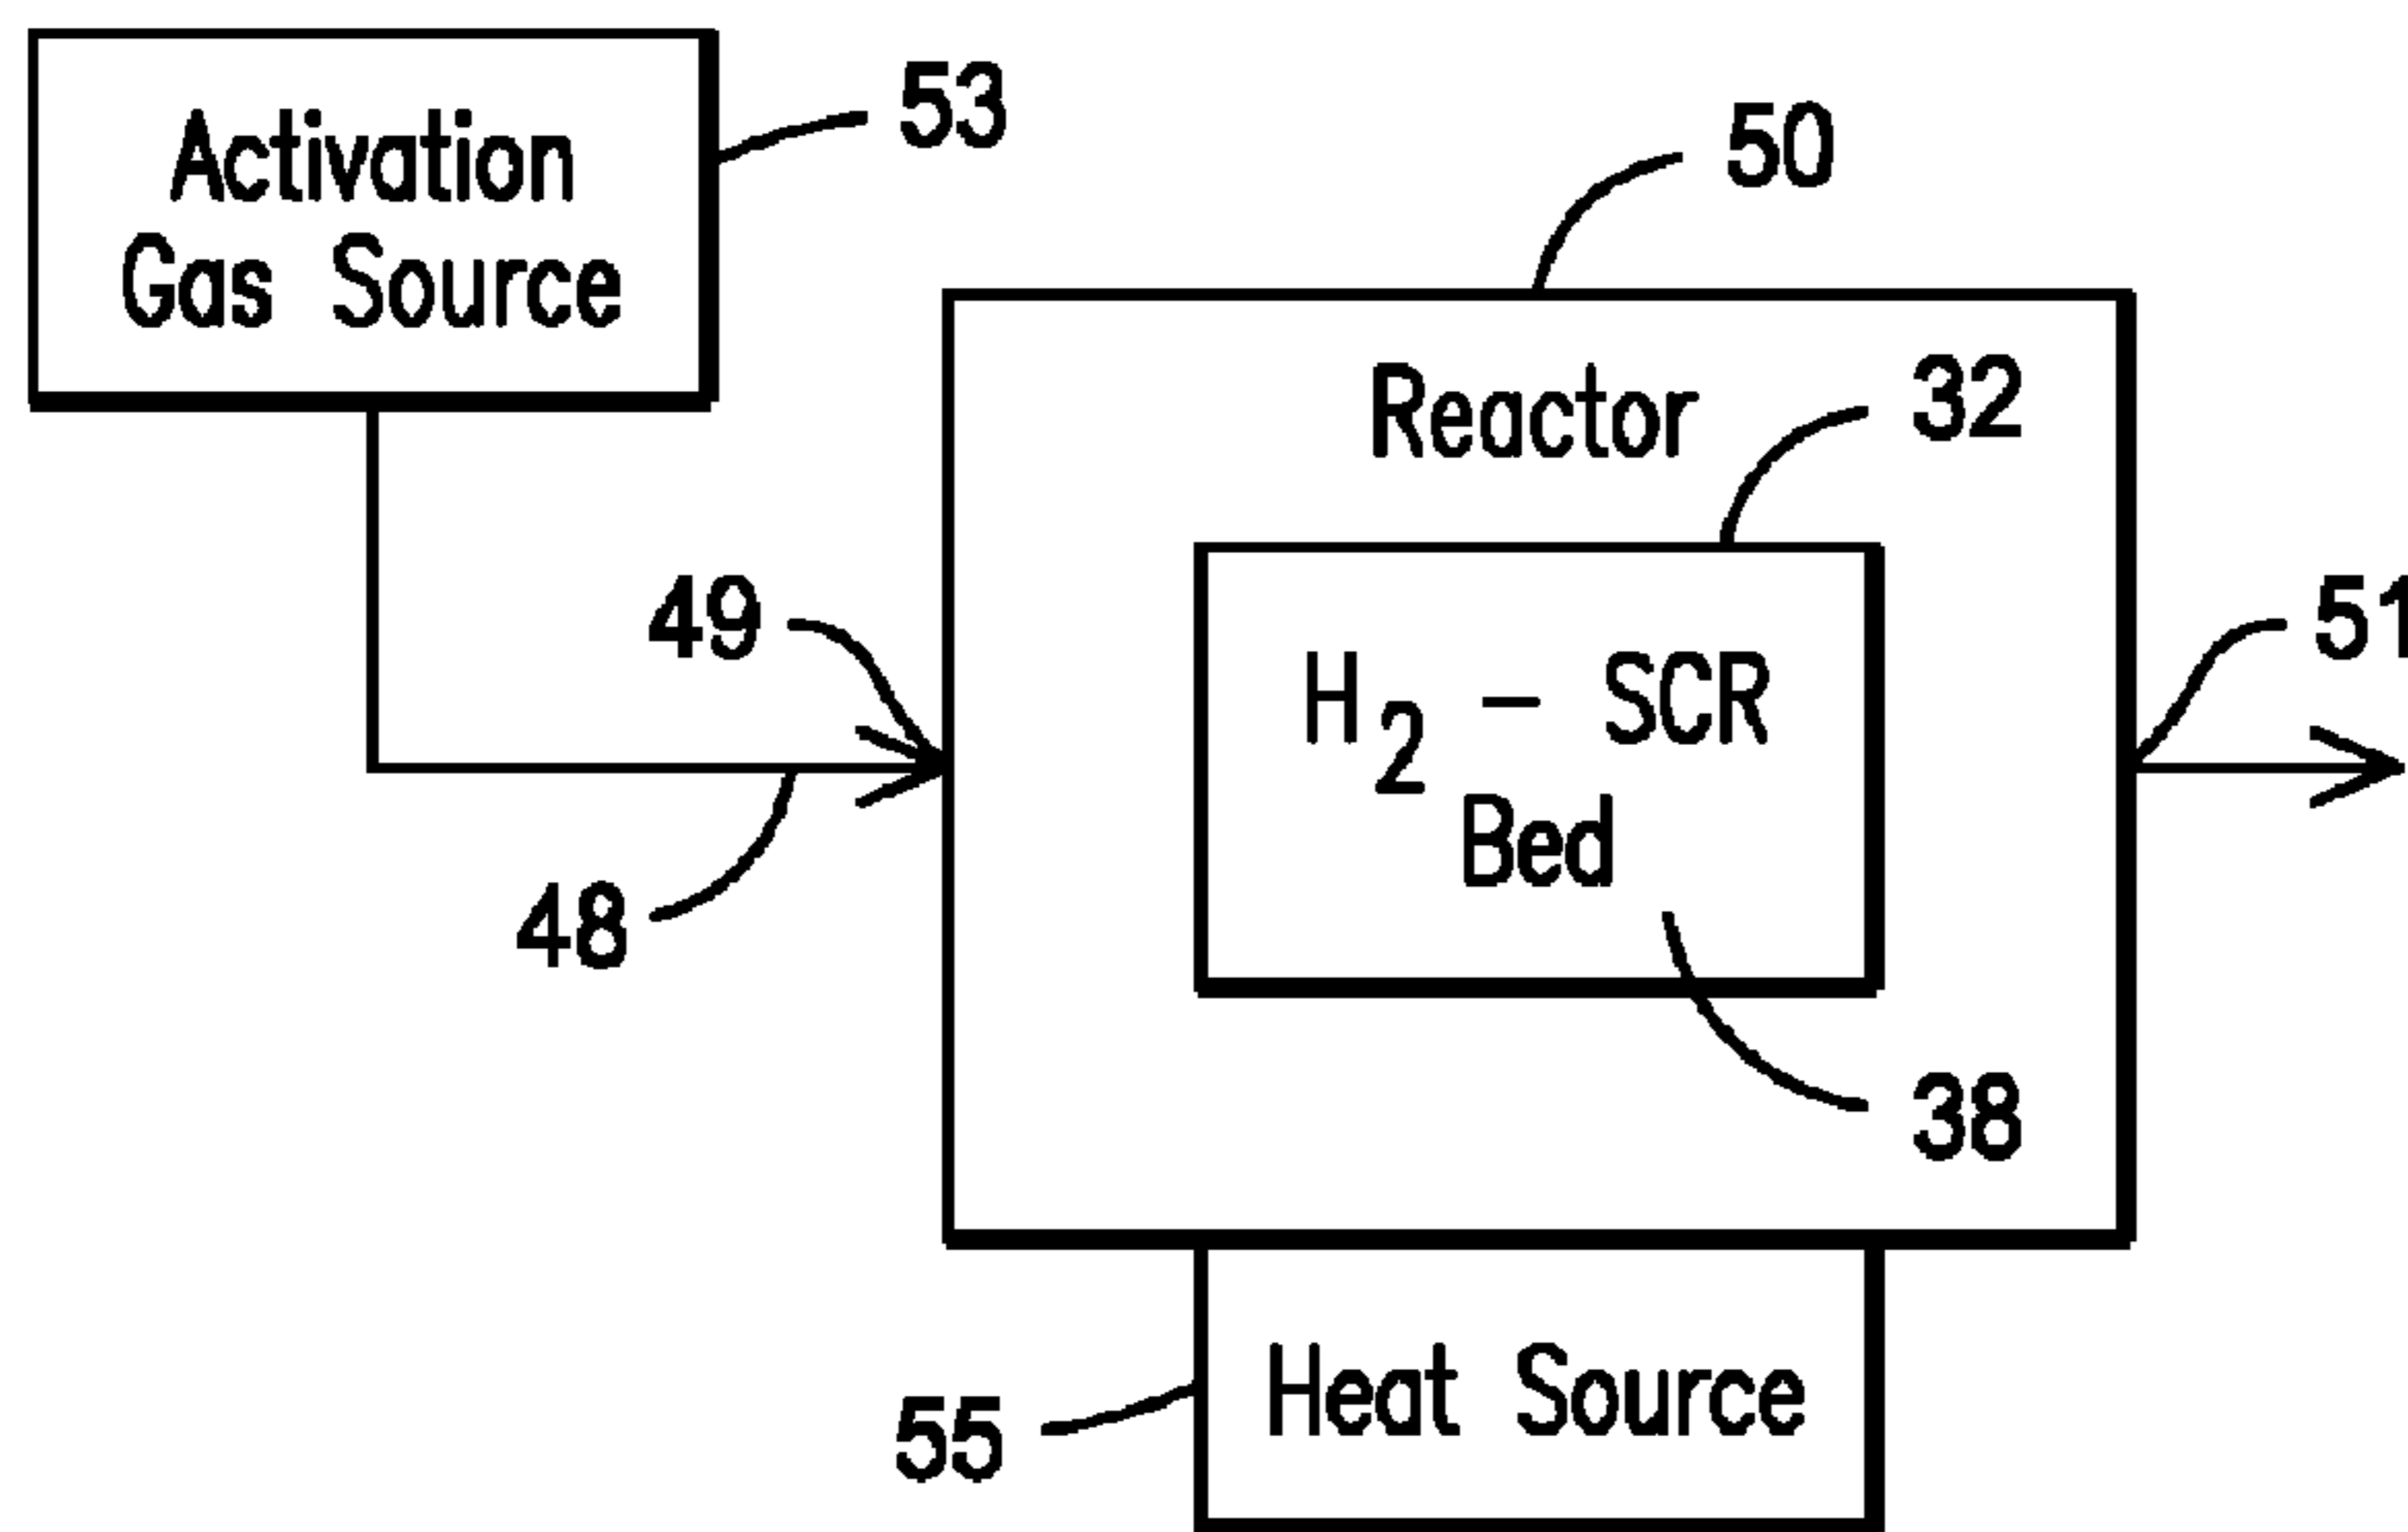 Activation
Gas Source
53
50
Reactor
32
49
H₂ - SCR
Bed
51
48
38
Heat Source
55